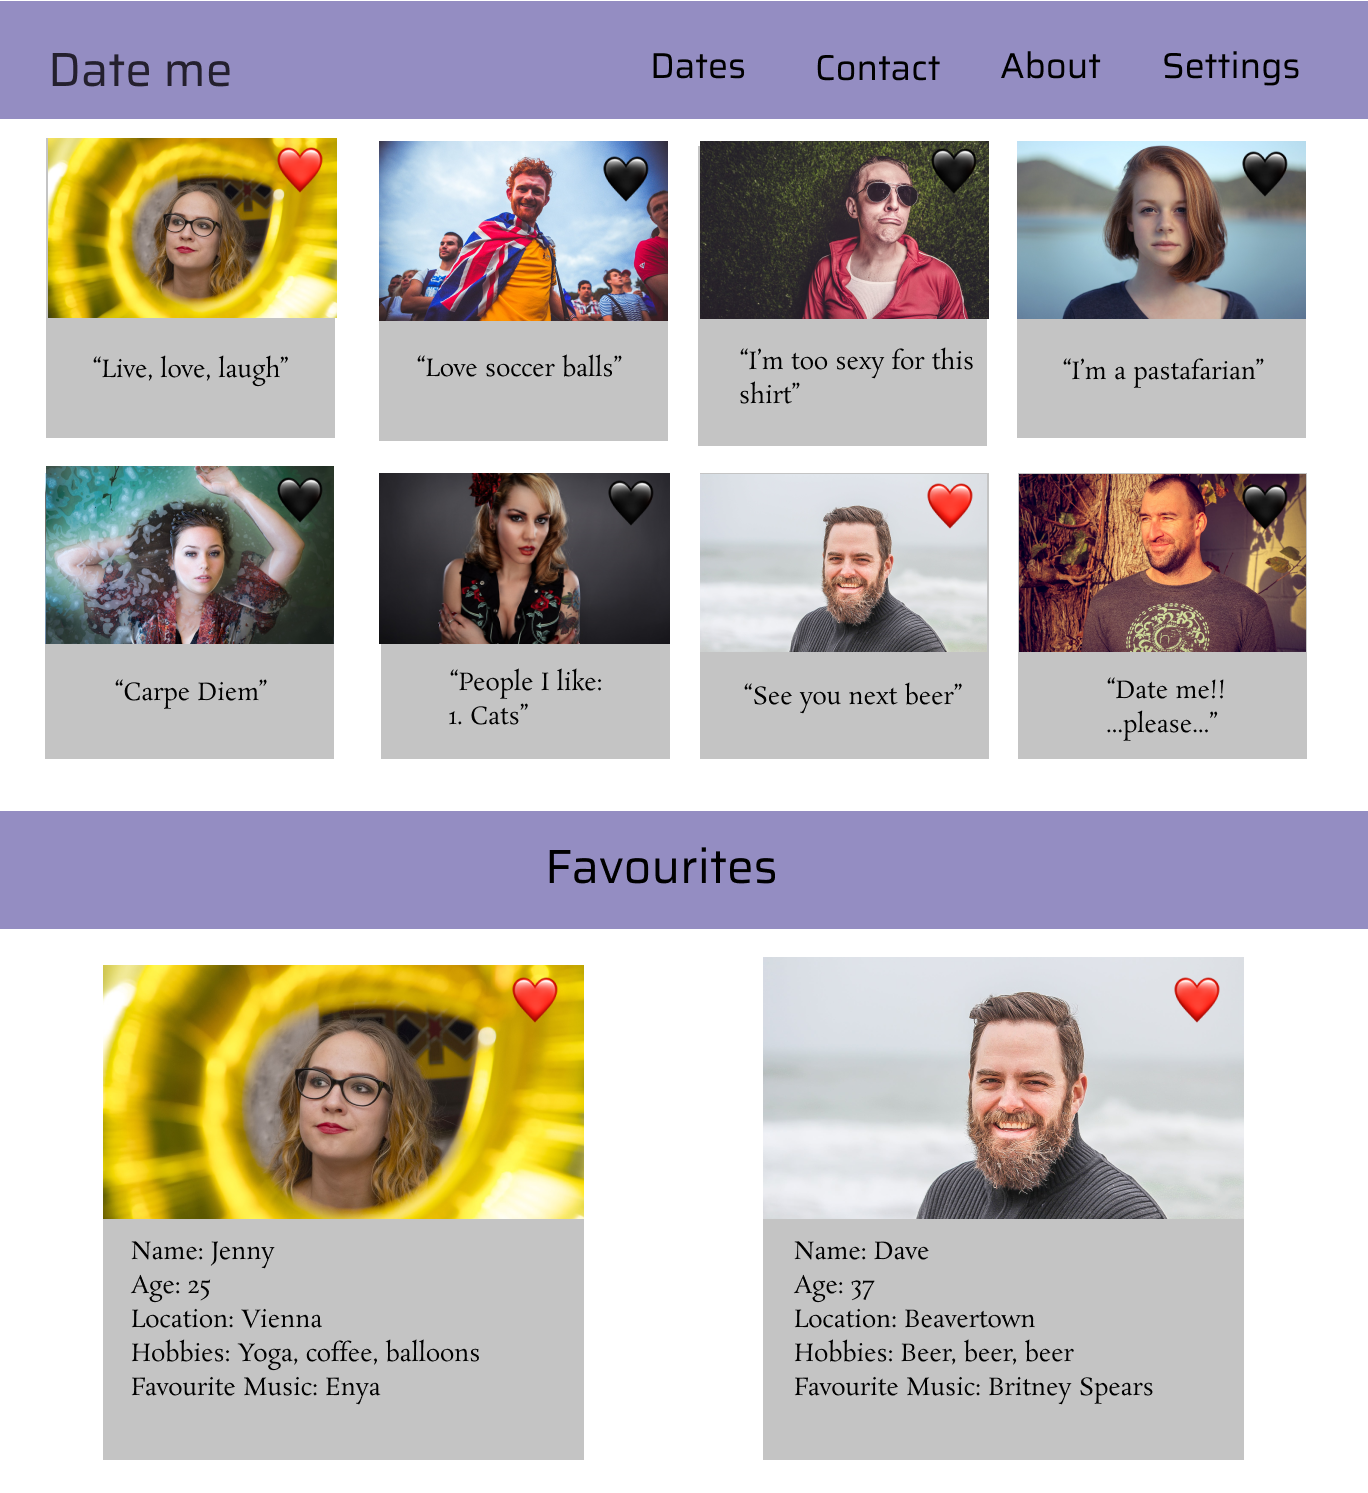 Date me
Dates
Contact
About
Settings
“Live, love, laugh”
“Love soccer balls”
“I’m too sexy for this
shirt”
“I’m a pastafarian”
“Carpe Diem”
“People I like:
1. Cats”
“See you next beer”
“Date me!!
...please...”
Favourites
Name: Jenny
Age: 25
Location: Vienna
Hobbies: Yoga, coffee, balloons
Favourite Music: Enya
Name: Dave
Age: 37
Location: Beavertown
Hobbies: Beer, beer, beer
Favourite Music: Britney Spears